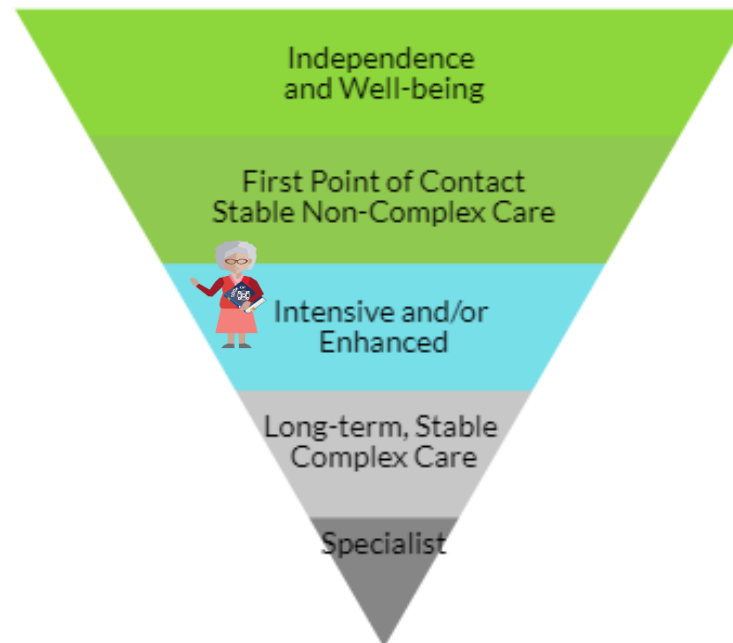 Independence
and Well-being
First Point of Contact
Stable Non-Complex Care
Intensive and/or
Enhanced
Long-term, Stable
Complex Care
Specialist